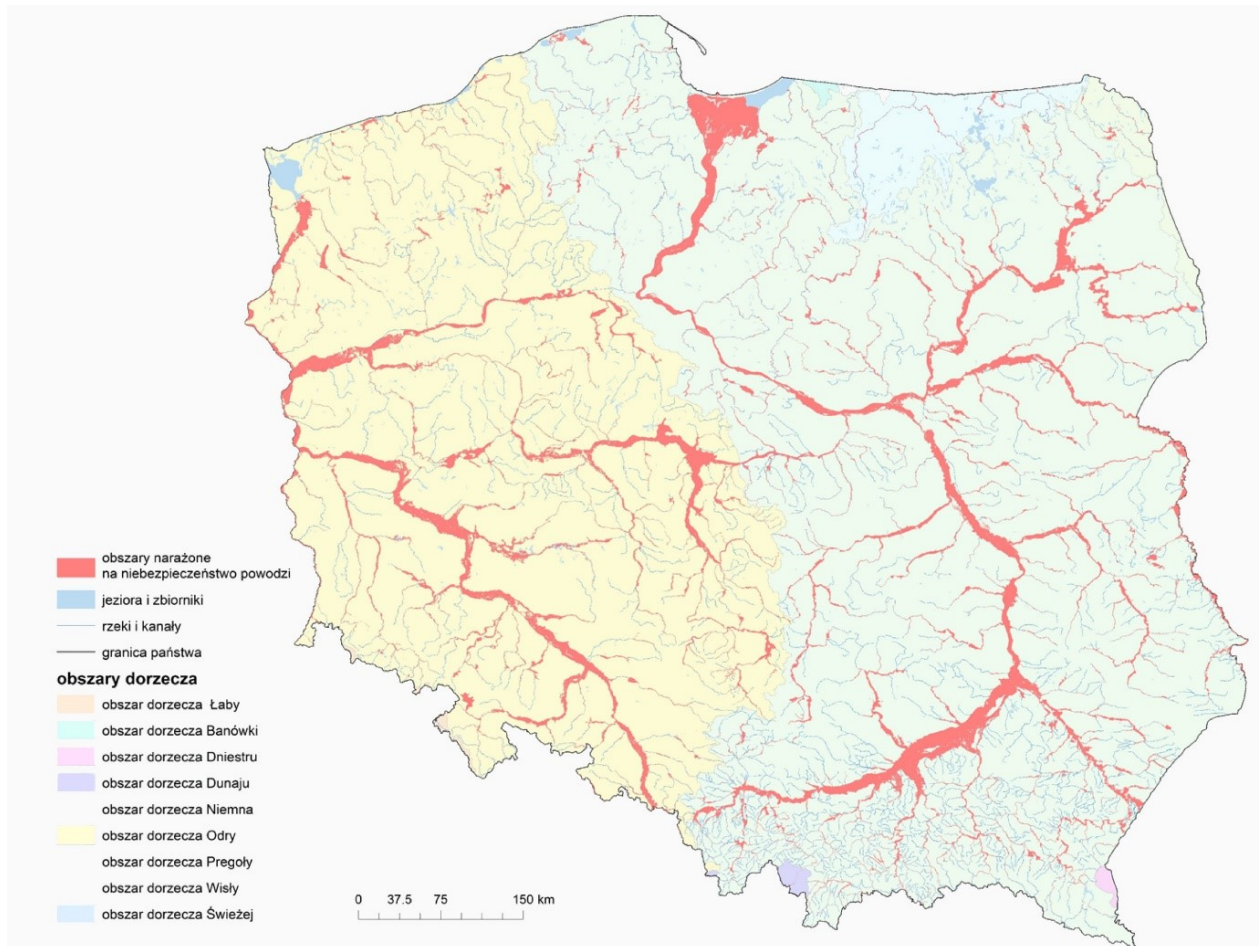 obszary narażone
na niebezpieczeństwo powodzi
jeziora i zbiorniki
rzeki i kanały
granica państwa
obszary dorzecza
obszar dorzecza Łaby
obszar dorzecza Banówki
obszar dorzecza Dniestru
obszar dorzecza Dunaju
obszar dorzecza Niemna
obszar dorzecza Odry
obszar dorzecza Pregoły
obszar dorzecza Wisły
obszar dorzecza Świeżej
0 37.5 75 150 km